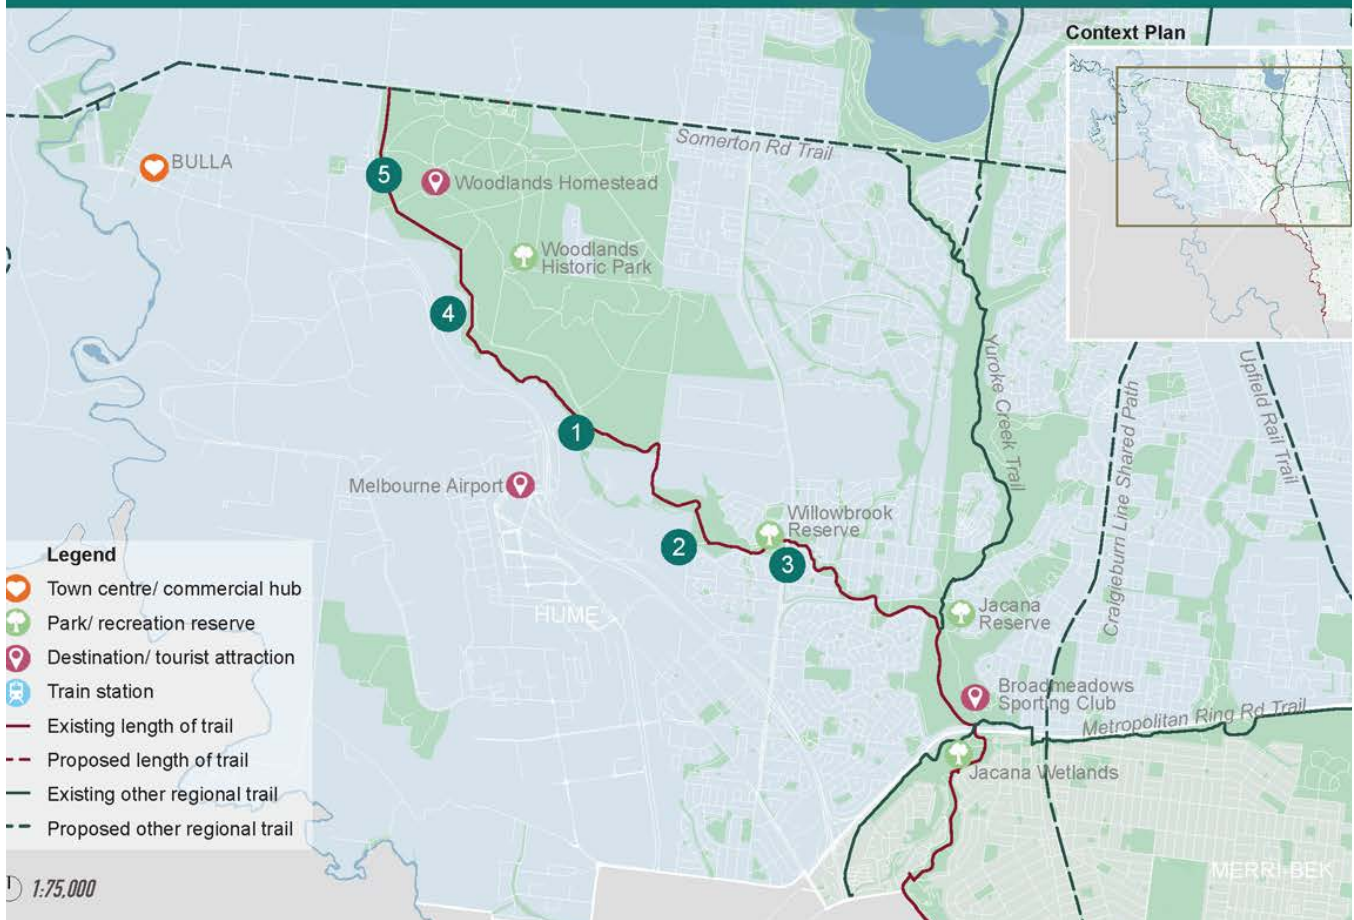 Context Plan
Somerton Rd Trail
BULLA
5
Woodlands Homestead
Woodlands
Historic Park
4
Yuroke Creek Trail
Craigieburn Line Shared Path
Upfield Rail Trail
1
Melbourne Airport
2
Willowbrook
Reserve
3
HUME
Jacana
Reserve
Broadmeadows
Sporting Club
Metropolitan Ring Rd Trail
Jacana Wetlands
MERRI-BEK
Legend
Town centre/ commercial hub
Park/ recreation reserve
Destination/ tourist attraction
Train station
Existing length of trail
Proposed length of trail
Existing other regional trail
Proposed other regional trail
1:75,000